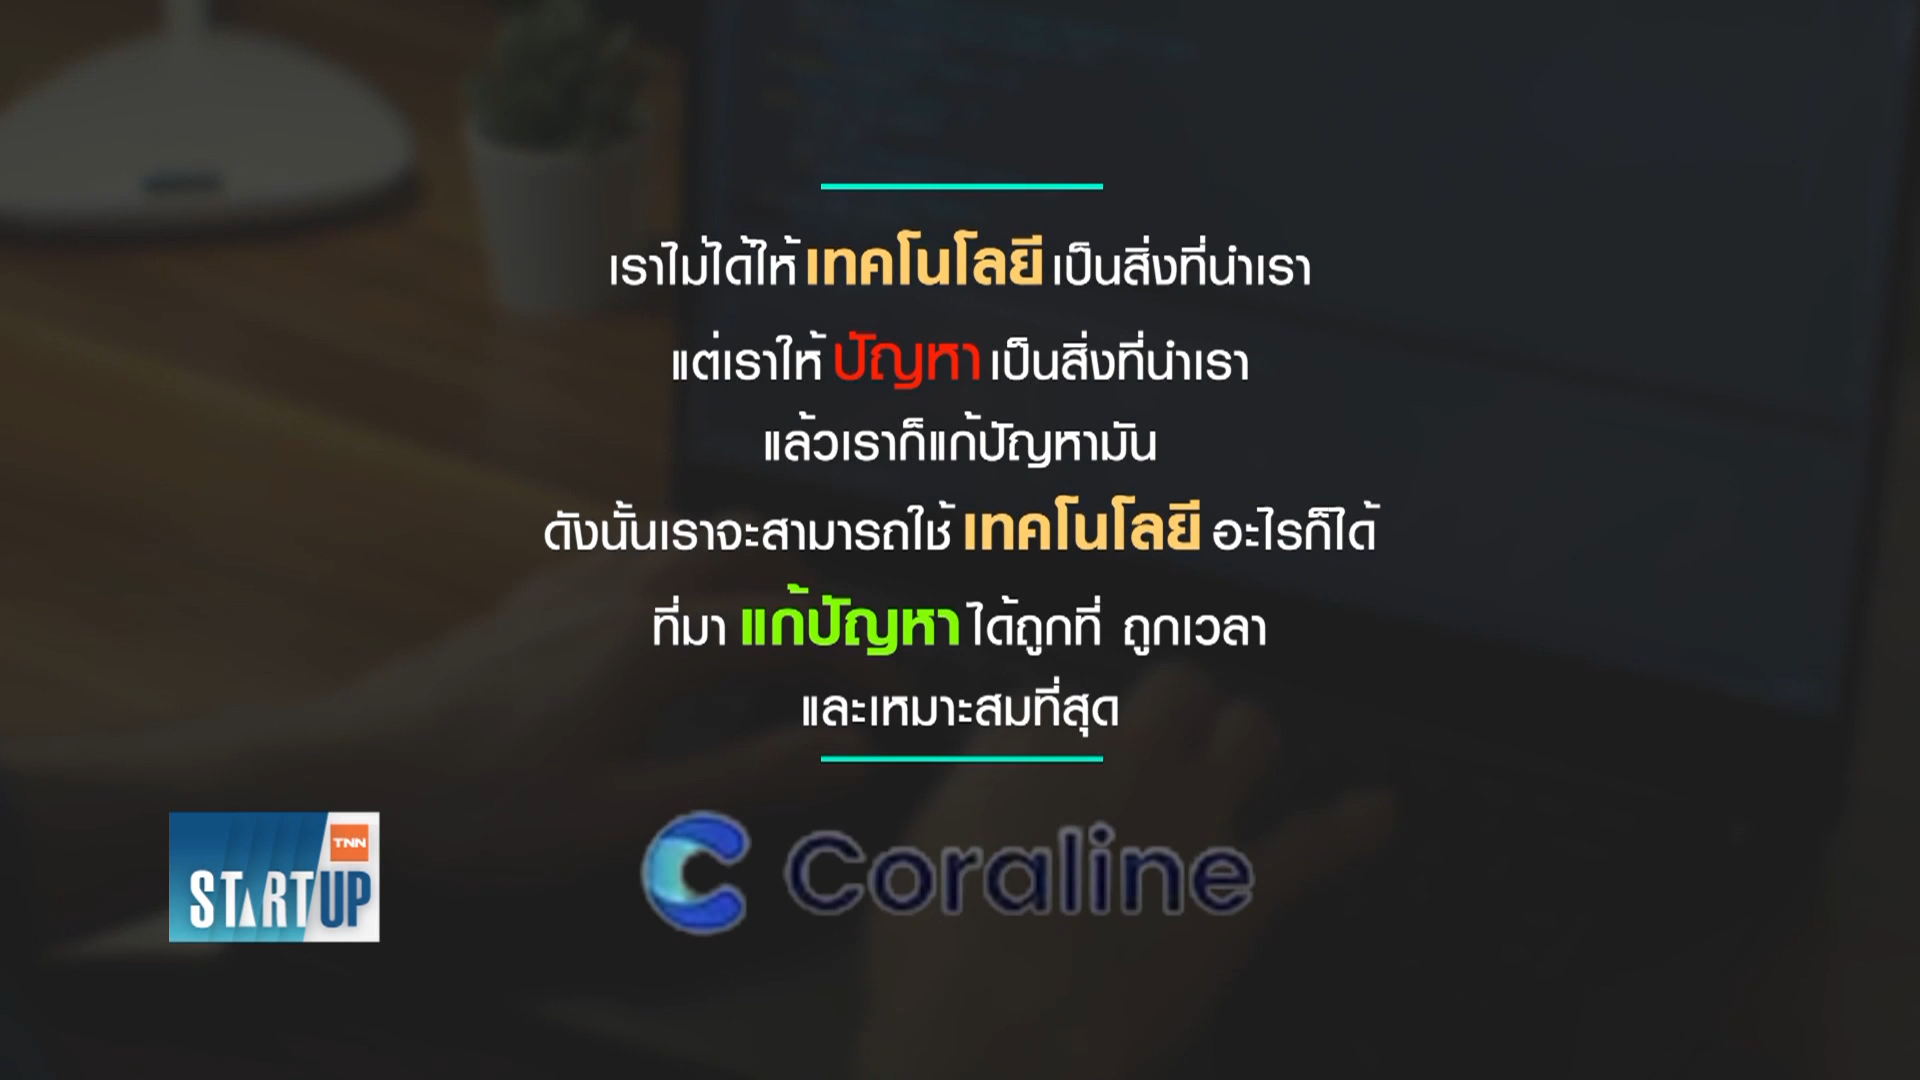 เราไม่ได้ให้ เทคโนโลยี เป็นสิ่งที่นำเรา
แต่เราให้ ปัญหา เป็นสิ่งที่นำเรา
แล้วเราก็แก้ปัญหามัน
ดังนั้นเราจะสามารถใช้ เทคโนโลยี อะไรก็ได้
ที่มา แก้ปัญหา ได้ถูกที่ ถูกเวลา
และเหมาะสมที่สุด
TNN
STARTUP
Coraline